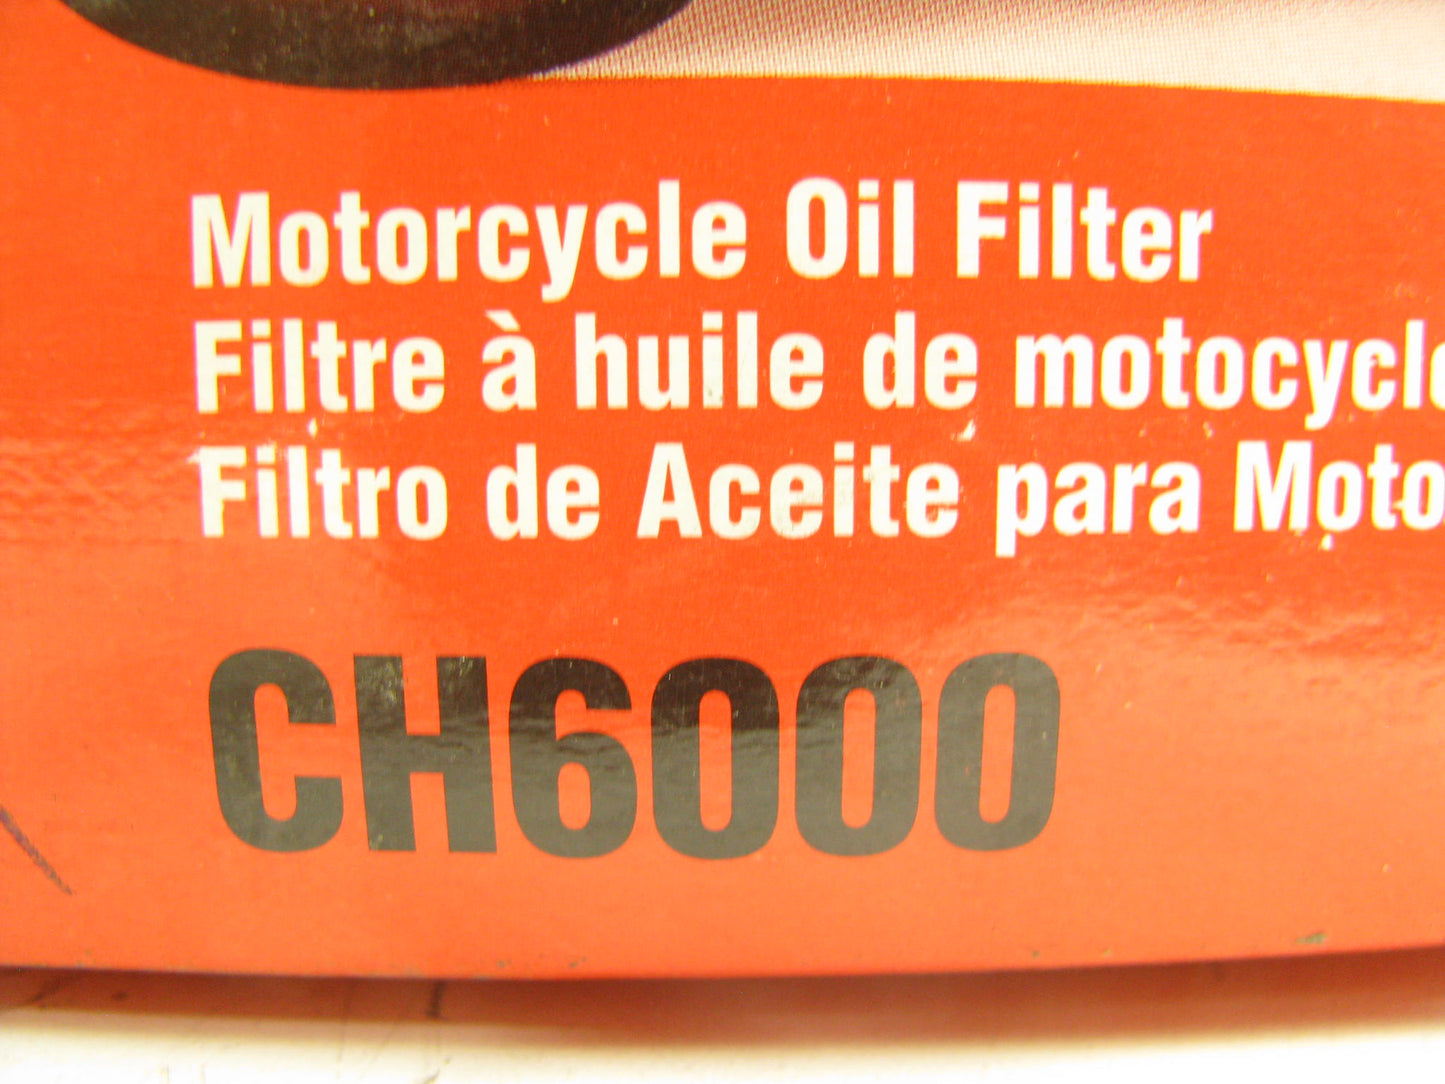 Motorcycle Oil Filter
Filtre à huile de motocycle
Filtro de Aceite para Moto
CH6000